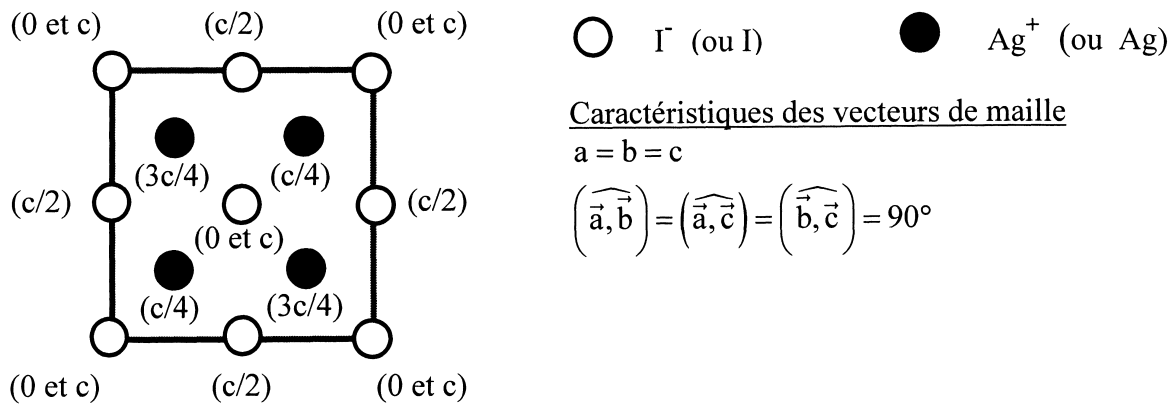 (0 et c) (c/2) (0 et c)
I⁻ (ou I) Ag⁺ (ou Ag)
Caractéristiques des vecteurs de maille
a = b = c
(3c/4) (c/4)
(c/2) (c/2)
(a⃗,b⃗) = (a⃗,c⃗) = (b⃗,c⃗) = 90°
(0 et c)
(c/4) (3c/4)
(0 et c) (c/2) (0 et c)